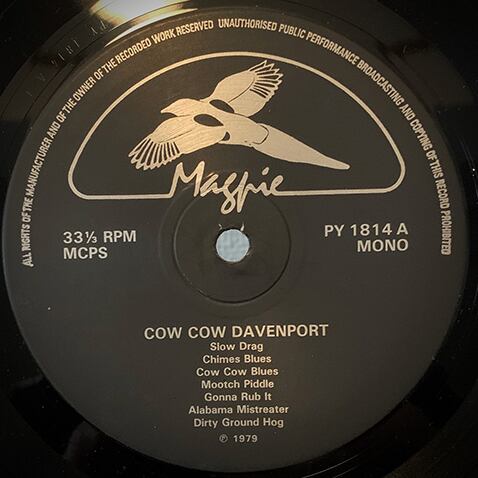 ALL RIGHTS OF THE MANUFACTURER AND OF THE OWNER OF THE RECORDED WORK RESERVED UNAUTHORISED PUBLIC PERFORMANCE BROADCASTING AND COPYING OF THIS RECORD PROHIBITED
Magpie
33⅓ RPM
MCPS
PY 1814 A
MONO
COW COW DAVENPORT
Slow Drag
Chimes Blues
Cow Cow Blues
Mootch Piddle
Gonna Rub It
Alabama Mistreater
Dirty Ground Hog
℗ 1979